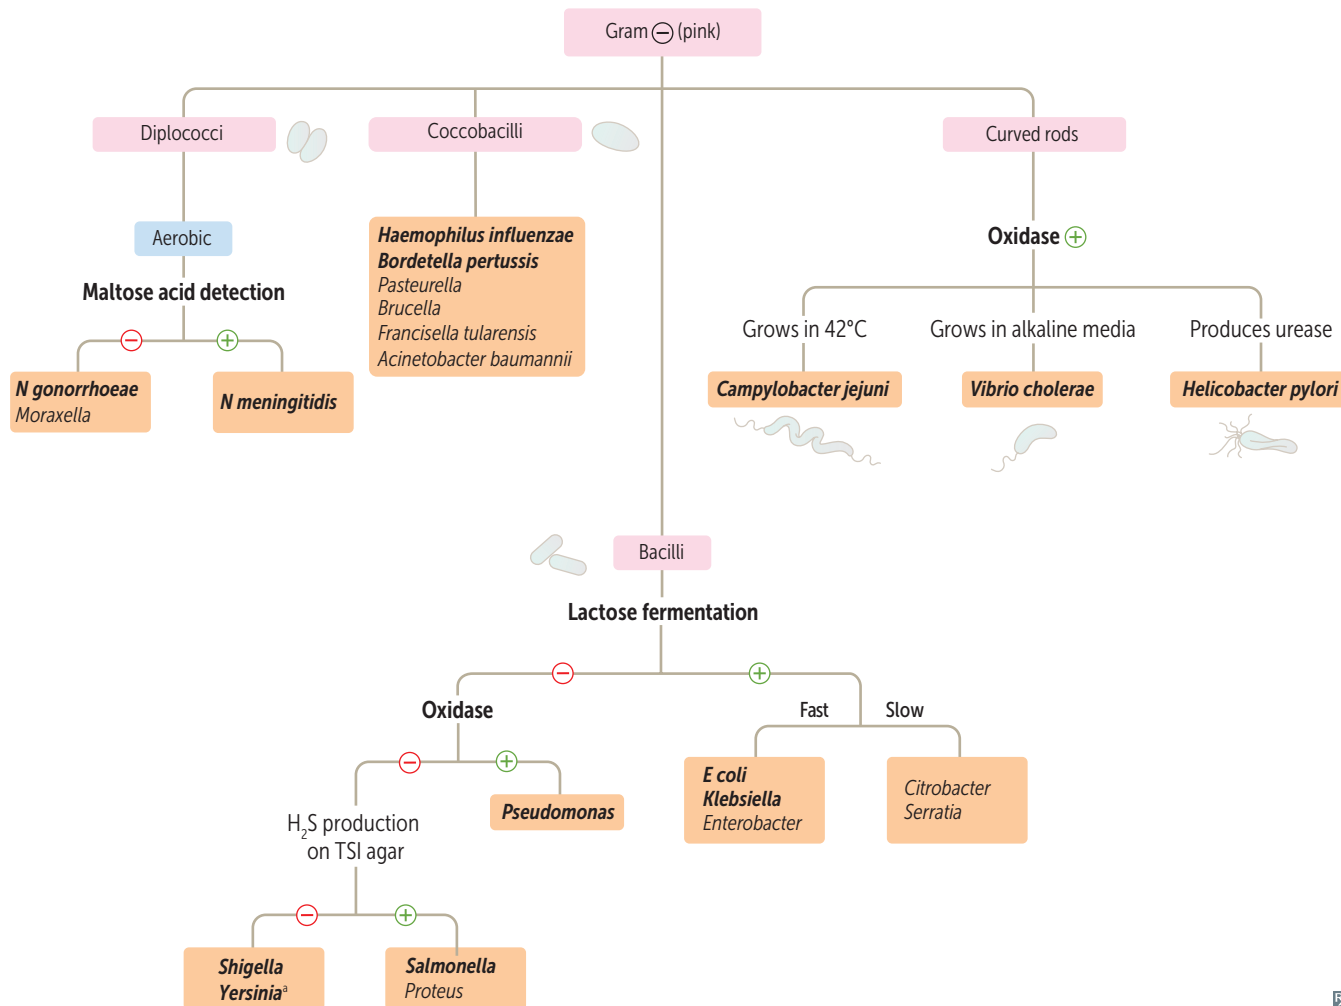 Gram ⊖ (pink)
Diplococci
Coccobacilli
Curved rods
Aerobic
Maltose acid detection
−
+
N gonorrhoeae
Moraxella
N meningitidis
Haemophilus influenzae
Bordetella pertussis
Pasteurella
Brucella
Francisella tularensis
Acinetobacter baumannii
Oxidase ⊕
Grows in 42°C
Grows in alkaline media
Produces urease
Campylobacter jejuni
Vibrio cholerae
Helicobacter pylori
Bacilli
Lactose fermentation
−
+
Oxidase
Fast
Slow
−
+
Pseudomonas
E coli
Klebsiella
Enterobacter
Citrobacter
Serratia
H₂S production
on TSI agar
−
+
Shigella
Yersiniaᵃ
Salmonella
Proteus